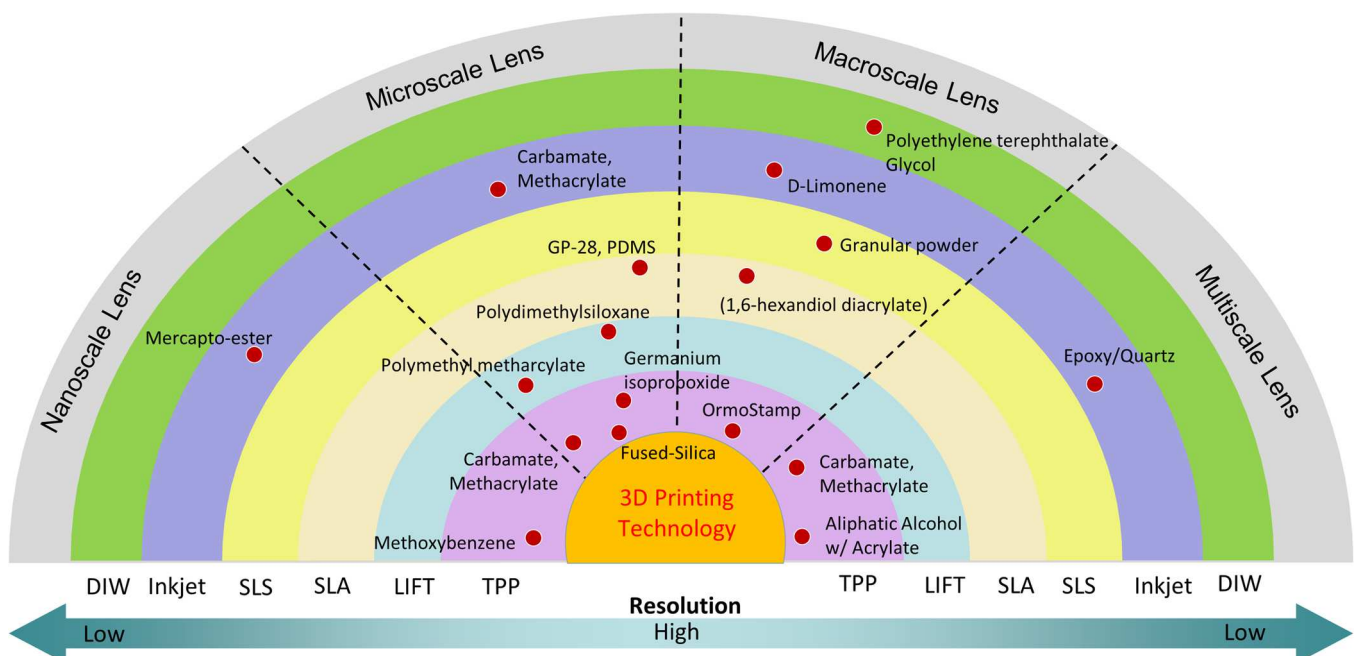 Microscale Lens
Macroscale Lens
Nanoscale Lens
Multiscale Lens
Polyethylene terephthalate
Glycol
Carbamate,
Methacrylate
D-Limonene
GP-28, PDMS
Granular powder
(1,6-hexandiol diacrylate)
Polydimethylsiloxane
Mercapto-ester
Epoxy/Quartz
Polymethyl metharcylate
Germanium
isopropoxide
OrmoStamp
Fused-Silica
Carbamate,
Methacrylate
Carbamate,
Methacrylate
3D Printing
Technology
Methoxybenzene
Aliphatic Alcohol
w/ Acrylate
DIW Inkjet SLS SLA LIFT TPP TPP LIFT SLA SLS Inkjet DIW
Resolution
Low High Low